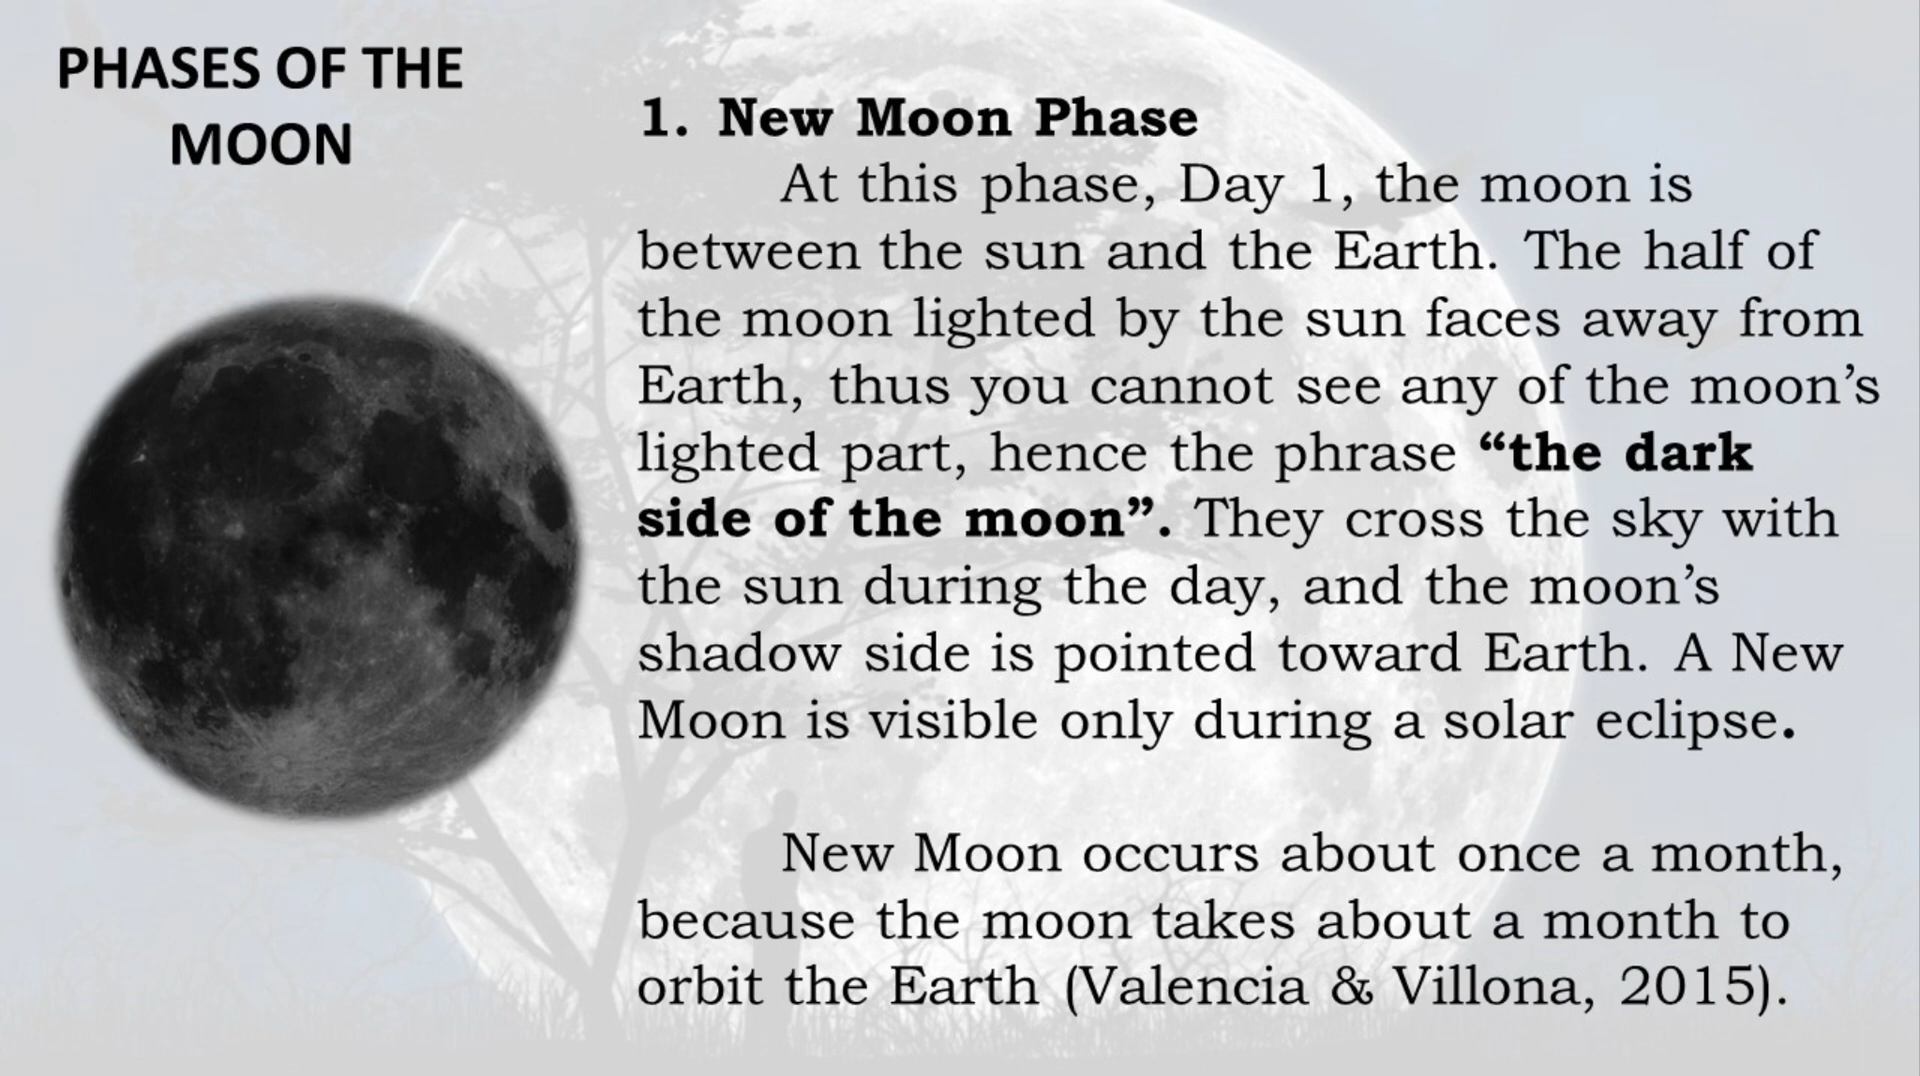 PHASES OF THE
MOON
1. New Moon Phase
At this phase, Day 1, the moon is
between the sun and the Earth. The half of
the moon lighted by the sun faces away from
Earth, thus you cannot see any of the moon’s
lighted part, hence the phrase “the dark
side of the moon”. They cross the sky with
the sun during the day, and the moon’s
shadow side is pointed toward Earth. A New
Moon is visible only during a solar eclipse.
New Moon occurs about once a month,
because the moon takes about a month to
orbit the Earth (Valencia & Villona, 2015).